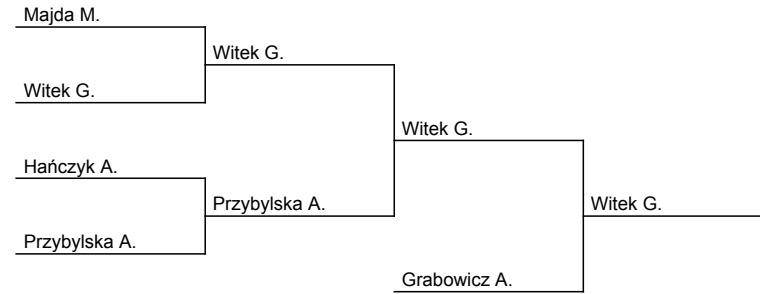 Majda M.
Witek G.
Witek G.
Witek G.
Hańczyk A.
Przybylska A.
Witek G.
Przybylska A.
Grabowicz A.